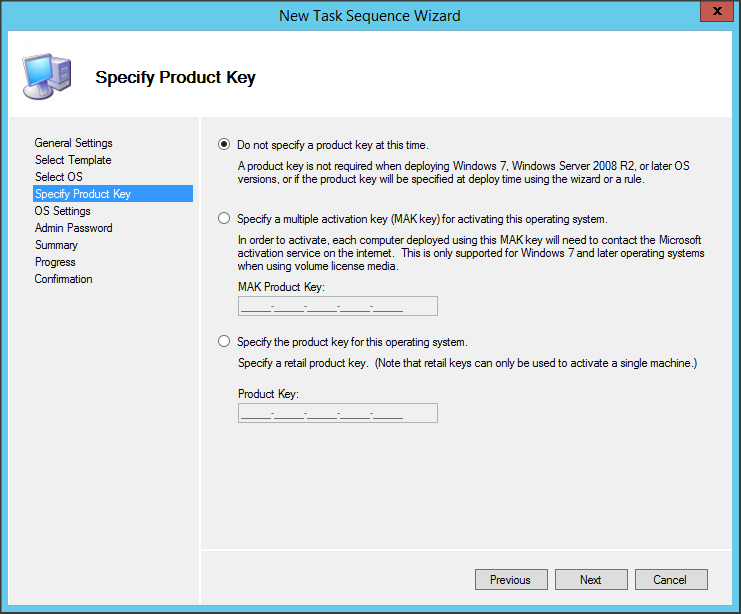 New Task Sequence Wizard
x
Specify Product Key
General Settings
Select Template
Select OS
Specify Product Key
OS Settings
Admin Password
Summary
Progress
Confirmation
Do not specify a product key at this time.
A product key is not required when deploying Windows 7, Windows Server 2008 R2, or later OS
versions, or if the product key will be specified at deploy time using the wizard or a rule.
Specify a multiple activation key (MAK key) for activating this operating system.
In order to activate, each computer deployed using this MAK key will need to contact the Microsoft
activation service on the internet.  This is only supported for Windows 7 and later operating systems
when using volume license media.
MAK Product Key:
_____-_____-_____-_____-_____
Specify the product key for this operating system.
Specify a retail product key.  (Note that retail keys can only be used to activate a single machine.)
Product Key:
_____-_____-_____-_____-_____
Previous Next Cancel